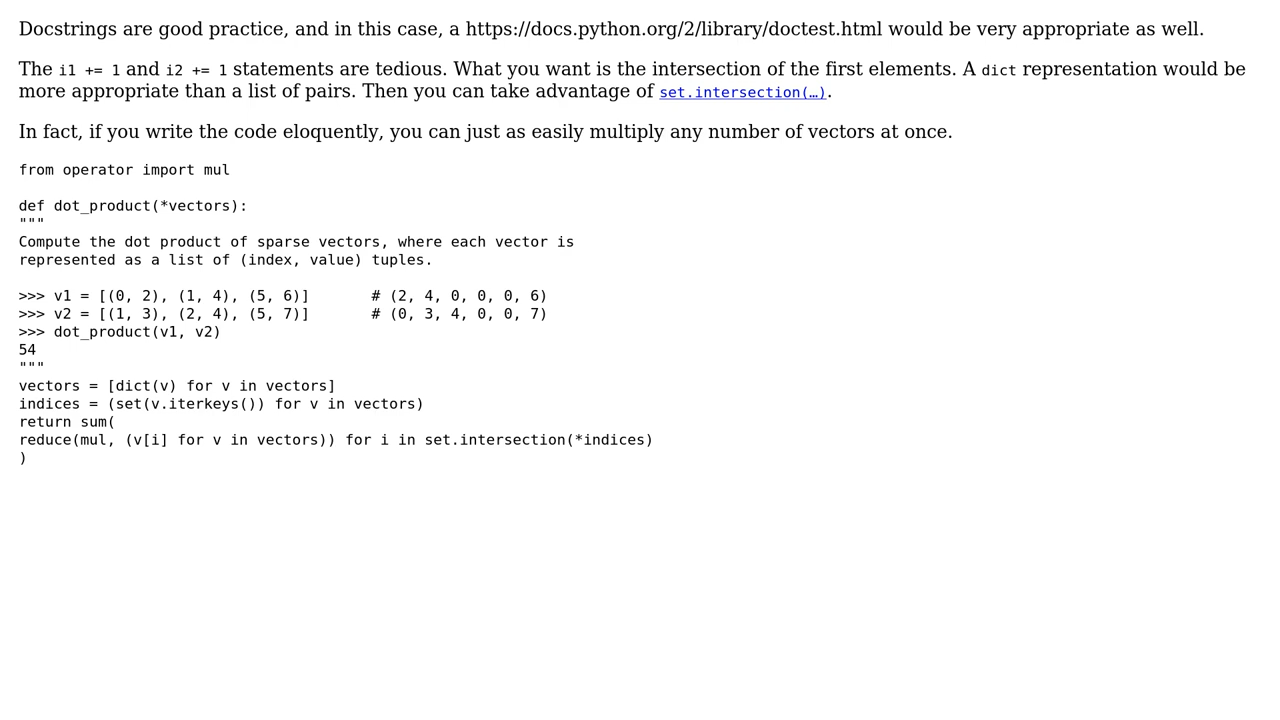 Docstrings are good practice, and in this case, a https://docs.python.org/2/library/doctest.html would be very appropriate as well.
The i1 += 1 and i2 += 1 statements are tedious. What you want is the intersection of the first elements. A dict representation would be
more appropriate than a list of pairs. Then you can take advantage of set.intersection(…).
In fact, if you write the code eloquently, you can just as easily multiply any number of vectors at once.
from operator import mul
def dot_product(*vectors):
"""
Compute the dot product of sparse vectors, where each vector is
represented as a list of (index, value) tuples.
>>> v1 = [(0, 2), (1, 4), (5, 6)]       # (2, 4, 0, 0, 0, 6)
>>> v2 = [(1, 3), (2, 4), (5, 7)]       # (0, 3, 4, 0, 0, 7)
>>> dot_product(v1, v2)
54
"""
vectors = [dict(v) for v in vectors]
indices = (set(v.iterkeys()) for v in vectors)
return sum(
reduce(mul, (v[i] for v in vectors)) for i in set.intersection(*indices)
)